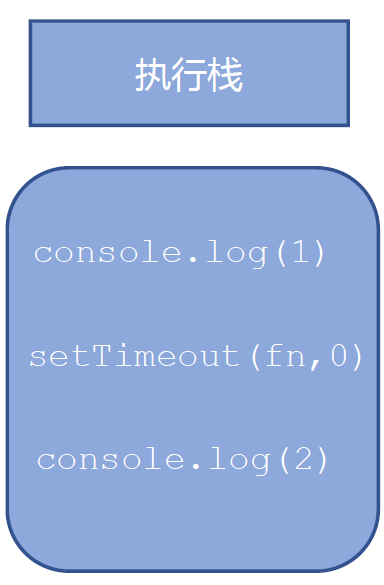 执行栈
console.log(1)
setTimeout(fn,0)
console.log(2)